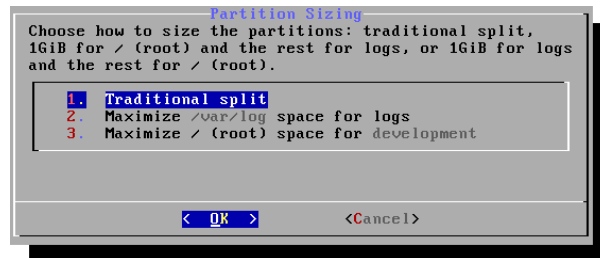 Partition Sizing
Choose how to size the partitions: traditional split,
1GiB for / (root) and the rest for logs, or 1GiB for logs
and the rest for / (root).
1. Traditional split
2. Maximize /var/log space for logs
3. Maximize / (root) space for development
< OK > <Cancel>